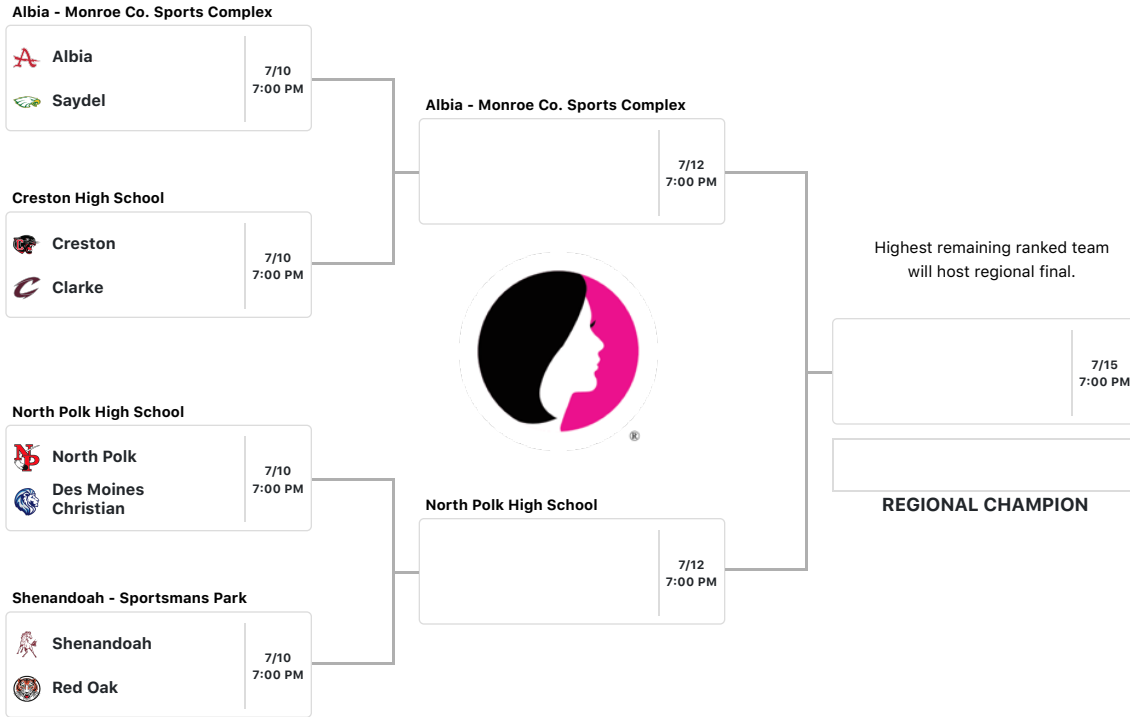 Albia - Monroe Co. Sports Complex
Albia
Saydel
7/10
7:00 PM
Creston High School
Creston
Clarke
7/10
7:00 PM
North Polk High School
NP
North Polk
Des Moines
Christian
7/10
7:00 PM
Shenandoah - Sportsmans Park
Shenandoah
Red Oak
7/10
7:00 PM
Albia - Monroe Co. Sports Complex
7/12
7:00 PM
®
North Polk High School
7/12
7:00 PM
Highest remaining ranked team
will host regional final.
7/15
7:00 PM
REGIONAL CHAMPION